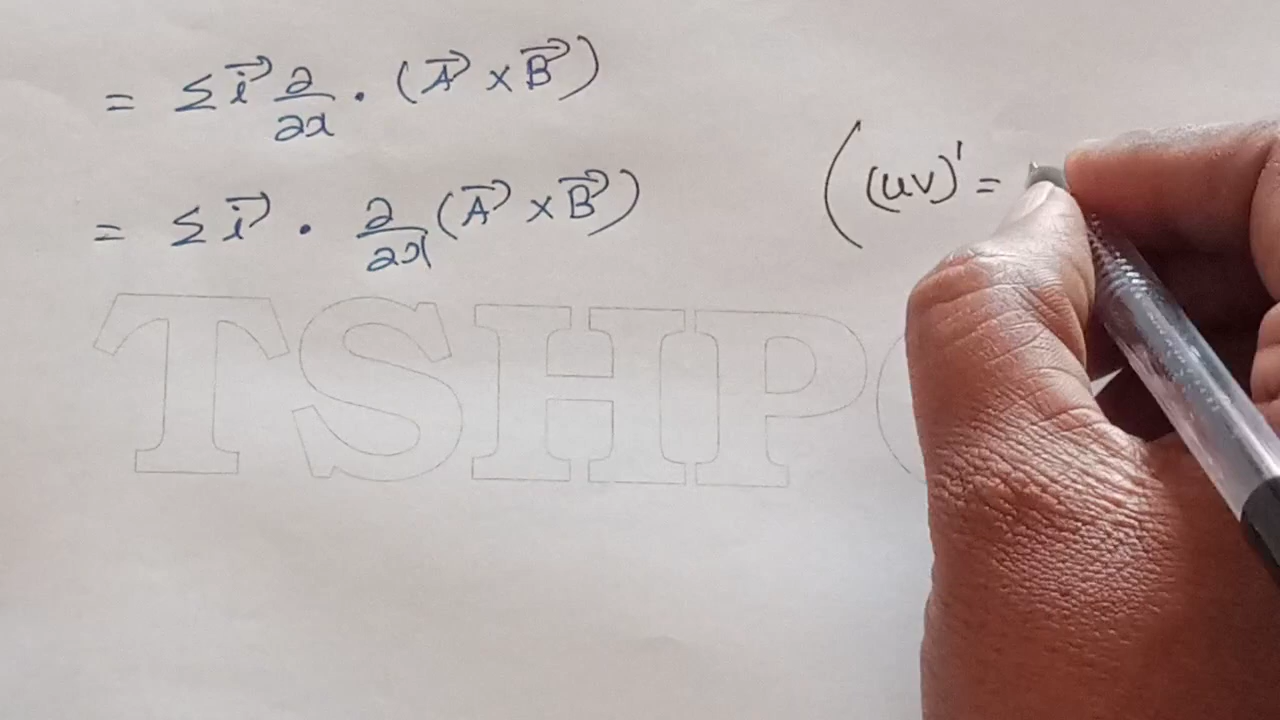 = Σ i⃗ ∂/∂x · (A⃗ × B⃗)
= Σ i⃗ · ∂/∂x (A⃗ × B⃗)
((uv)' =
TSHP